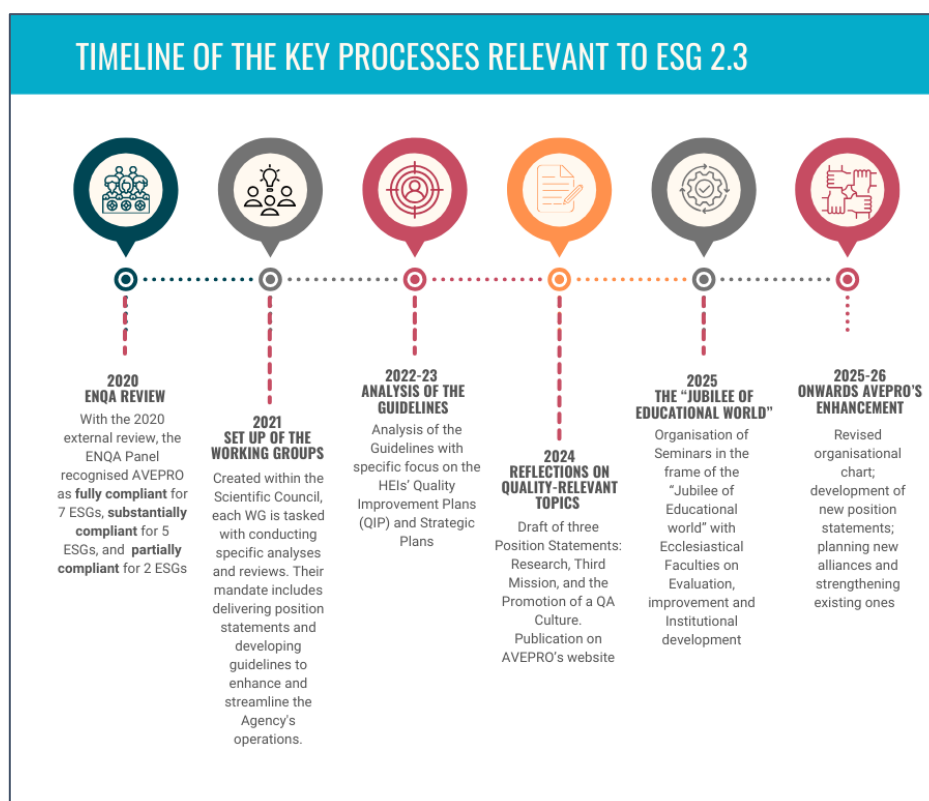 TIMELINE OF THE KEY PROCESSES RELEVANT TO ESG 2.3
2020
ENQA REVIEW
With the 2020
external review, the
ENQA Panel
recognised AVEPRO
as fully compliant for
7 ESGs, substantially
compliant for 5
ESGs, and partially
compliant for 2 ESGs
2021
SET UP OF THE
WORKING GROUPS
Created within the
Scientific Council,
each WG is tasked
with conducting
specific analyses
and reviews. Their
mandate includes
delivering position
statements and
developing
guidelines to
enhance and
streamline the
Agency's
operations.
2022-23
ANALYSIS OF THE
GUIDELINES
Analysis of the
Guidelines with
specific focus on the
HEIs' Quality
Improvement Plans
(QIP) and Strategic
Plans
2024
REFLECTIONS ON
QUALITY-RELEVANT
TOPICS
Draft of three
Position Statements:
Research, Third
Mission, and the
Promotion of a QA
Culture.
Publication on
AVEPRO's website
2025
THE “JUBILEE OF
EDUCATIONAL WORLD”
Organisation of
Seminars in the
frame of the
“Jubilee of
Educational
world” with
Ecclesiastical
Faculties on
Evaluation,
improvement and
Institutional
development
2025-26
ONWARDS AVEPRO'S
ENHANCEMENT
Revised
organisational
chart;
development of
new position
statements;
planning new
alliances and
strengthening
existing ones